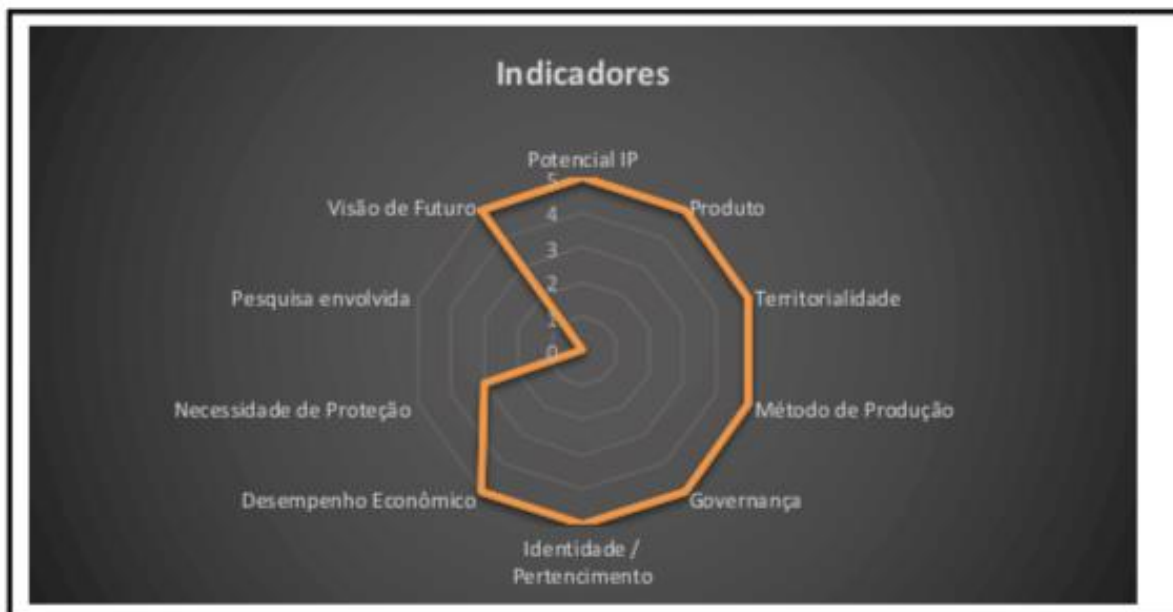 Indicadores
Potencial IP
5
Visão de Futuro
Produto
4
3
Pesquisa envolvida
Territorialidade
2
1
0
Necessidade de Proteção
Método de Produção
Desempenho Econômico
Governança
Identidade /
Pertencimento